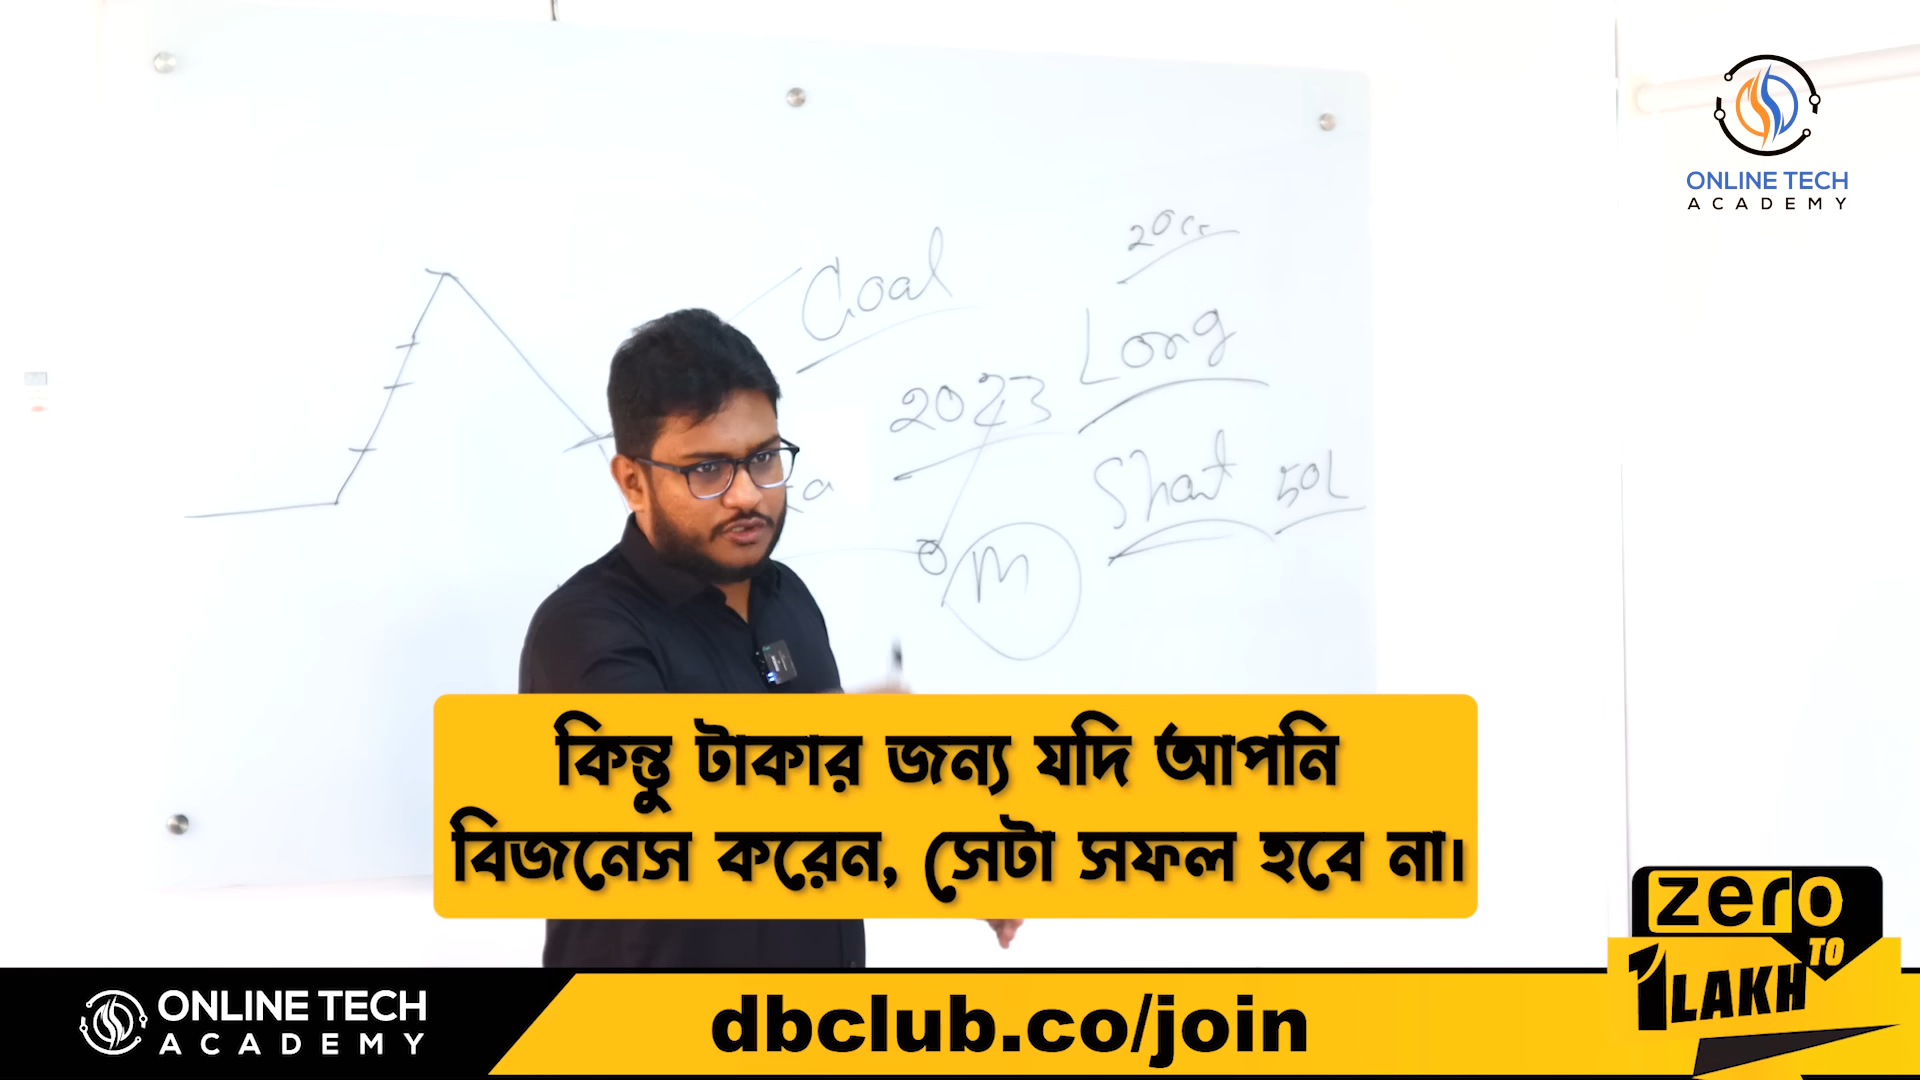 ONLINE TECH
ACADEMY
Goal
Long
2023
Short 50L
M
কিন্তু টাকার জন্য যদি আপনি
বিজনেস করেন, সেটা সফল হবে না।
zero
TO
1 LAKH
ONLINE TECH
ACADEMY
dbclub.co/join